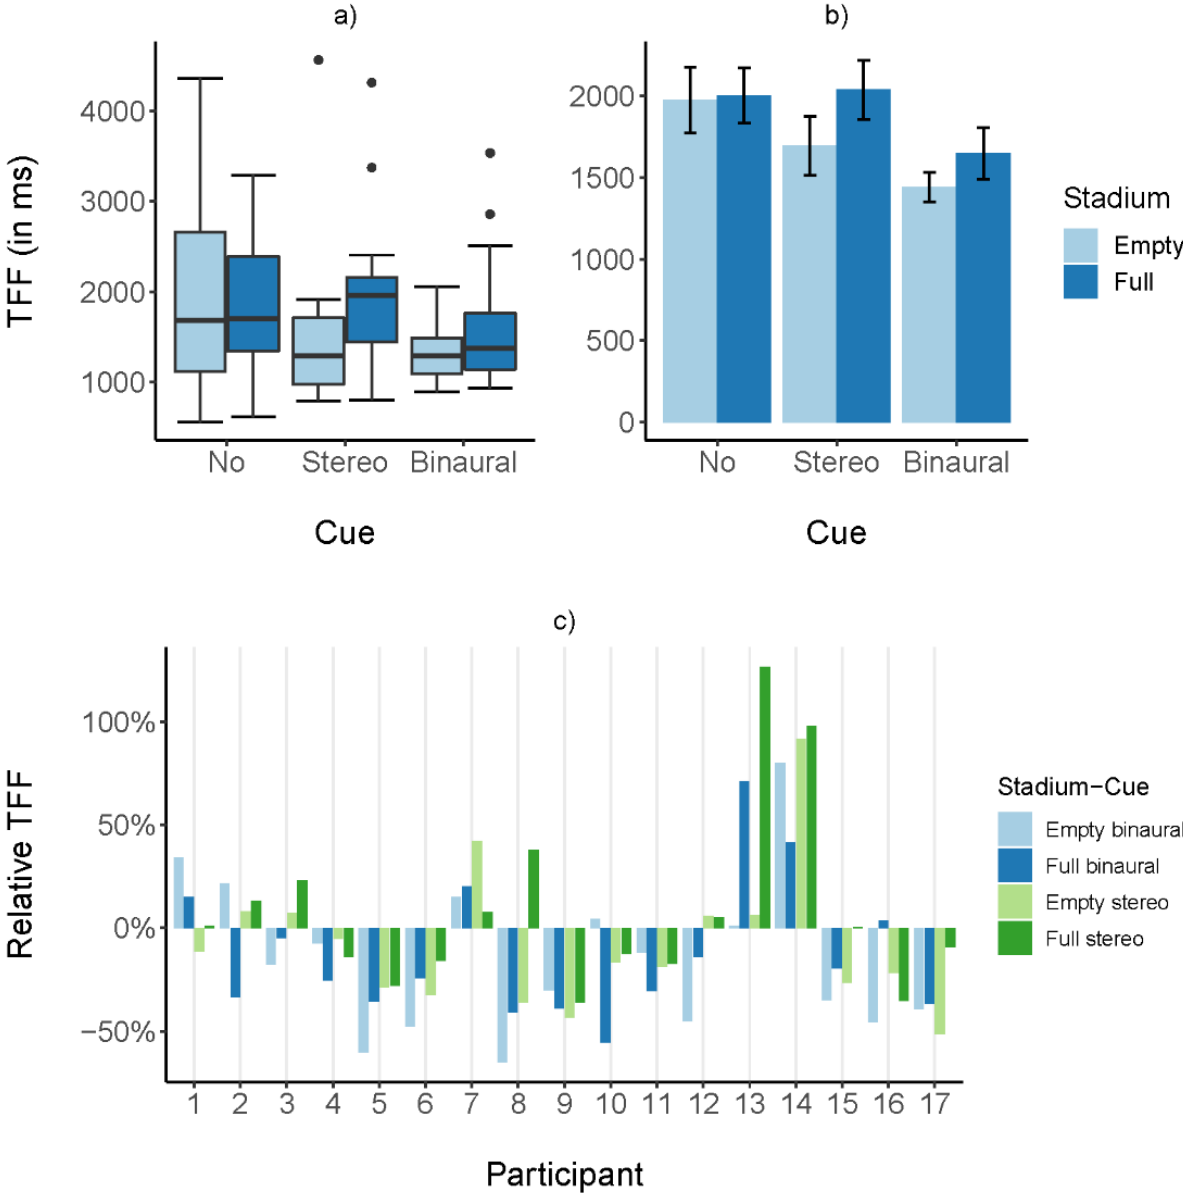 a)
TFF (in ms)
4000
3000
2000
1000
No Stereo Binaural
Cue
b)
2000
1500
1000
500
0
No Stereo Binaural
Cue
Stadium
Empty
Full
c)
Relative TFF
100%
50%
0%
−50%
1 2 3 4 5 6 7 8 9 10 11 12 13 14 15 16 17
Participant
Stadium−Cue
Empty binaural
Full binaural
Empty stereo
Full stereo